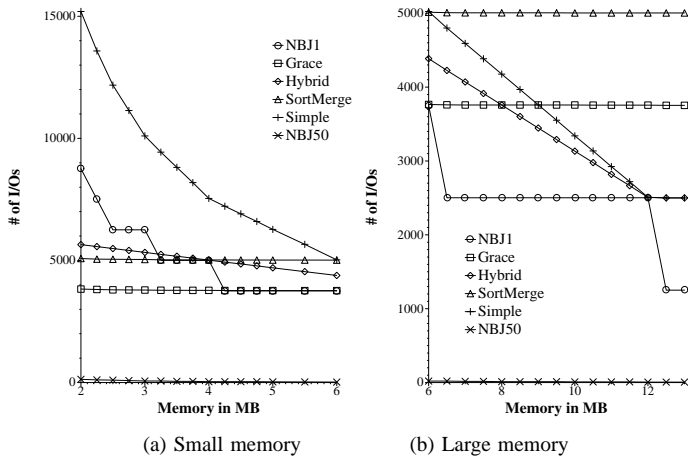 15000
10000
5000
0
# of I/Os
NBJ1
Grace
Hybrid
SortMerge
Simple
NBJ50
2 3 4 5 6
Memory in MB
(a) Small memory
5000
4000
3000
2000
1000
0
# of I/Os
NBJ1
Grace
Hybrid
SortMerge
Simple
NBJ50
6 8 10 12
Memory in MB
(b) Large memory